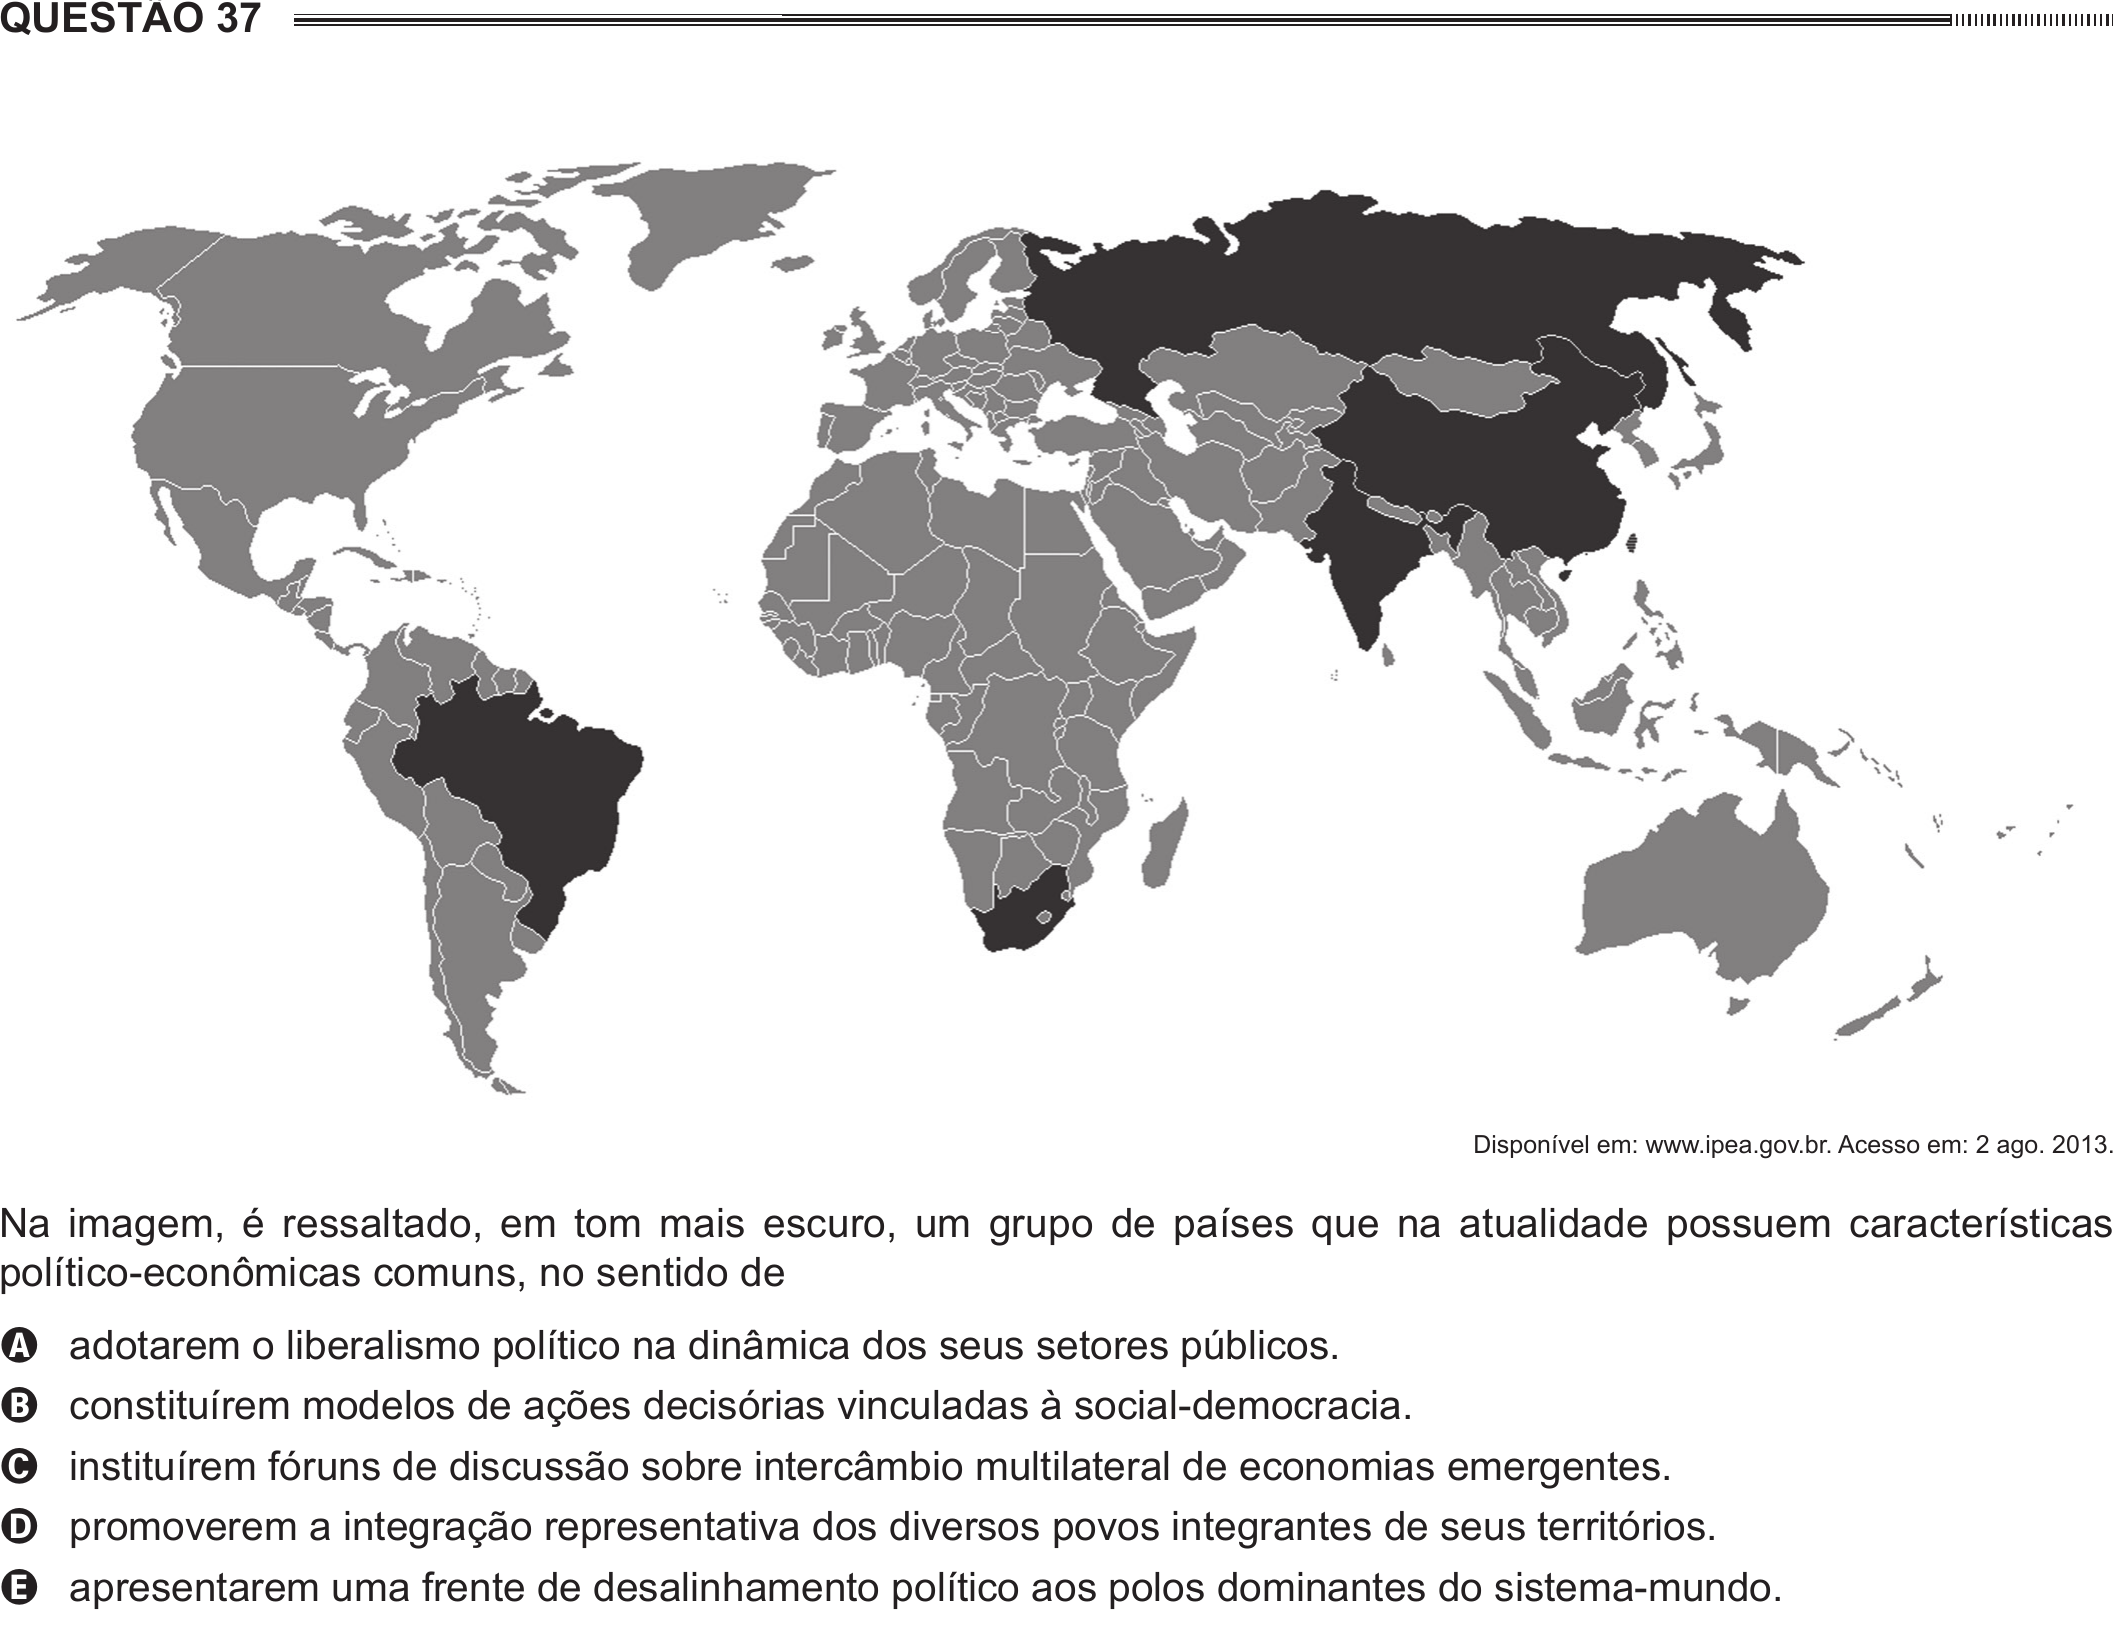 QUESTÃO 37
Disponível em: www.ipea.gov.br. Acesso em: 2 ago. 2013.
Na imagem, é ressaltado, em tom mais escuro, um grupo de países que na atualidade possuem características
político-econômicas comuns, no sentido de
A adotarem o liberalismo político na dinâmica dos seus setores públicos.
B constituírem modelos de ações decisórias vinculadas à social-democracia.
C instituírem fóruns de discussão sobre intercâmbio multilateral de economias emergentes.
D promoverem a integração representativa dos diversos povos integrantes de seus territórios.
E apresentarem uma frente de desalinhamento político aos polos dominantes do sistema-mundo.